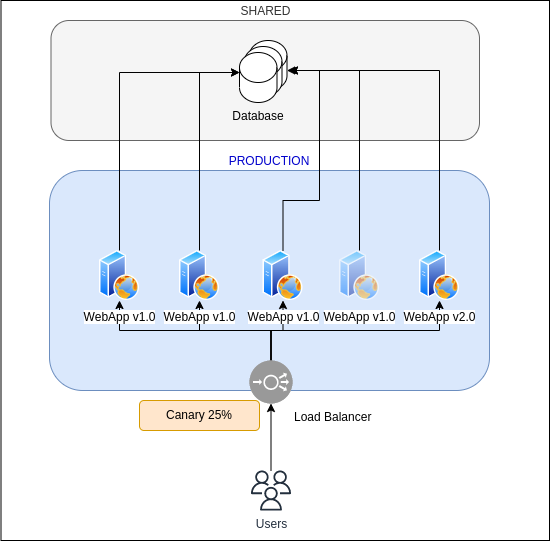 SHARED
Database
PRODUCTION
WebApp v1.0 WebApp v1.0 WebApp v1.0 WebApp v1.0 WebApp v2.0
Canary 25%
Load Balancer
Users